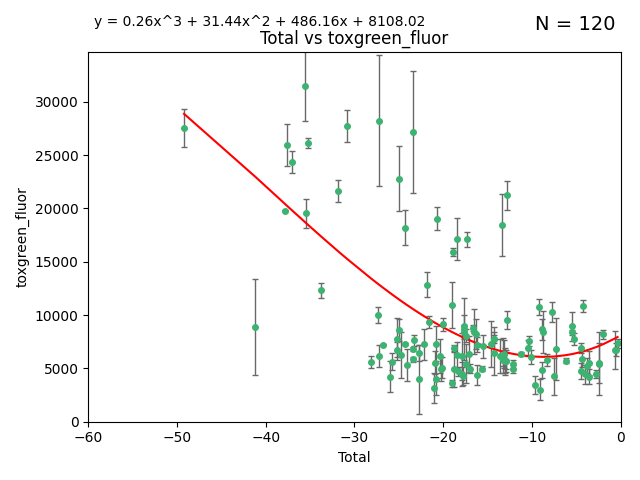 y = 0.26x^3 + 31.44x^2 + 486.16x + 8108.02
N = 120
Total vs toxgreen_fluor
toxgreen_fluor
30000
25000
20000
15000
10000
5000
0
−60
−50
−40
−30
−20
−10
0
Total